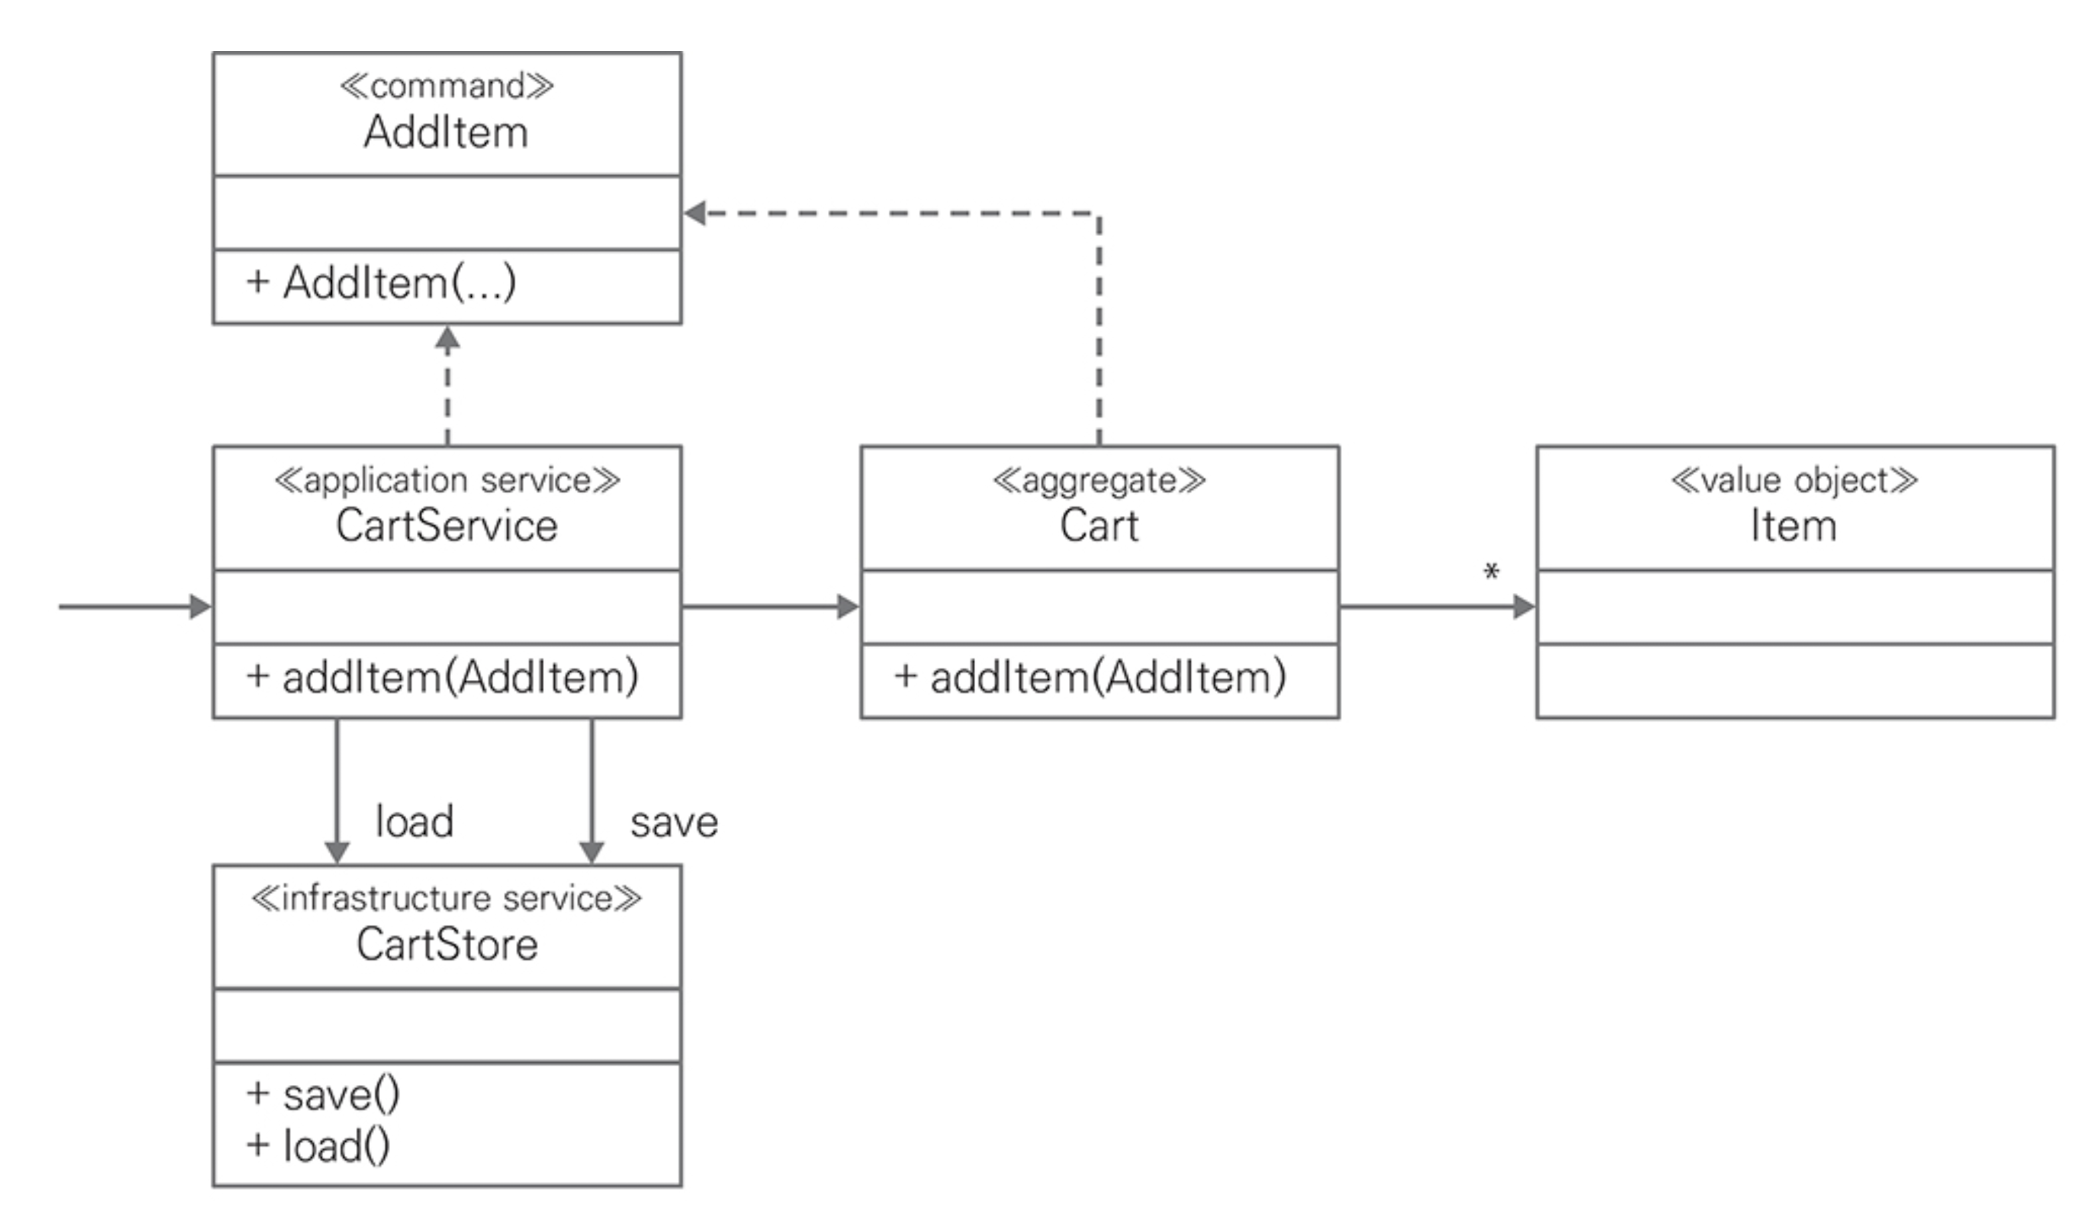 ≪command≫
AddItem
+ AddItem(...)
≪application service≫
CartService
+ addItem(AddItem)
≪aggregate≫
Cart
+ addItem(AddItem)
*
≪value object≫
Item
load
save
≪infrastructure service≫
CartStore
+ save()
+ load()